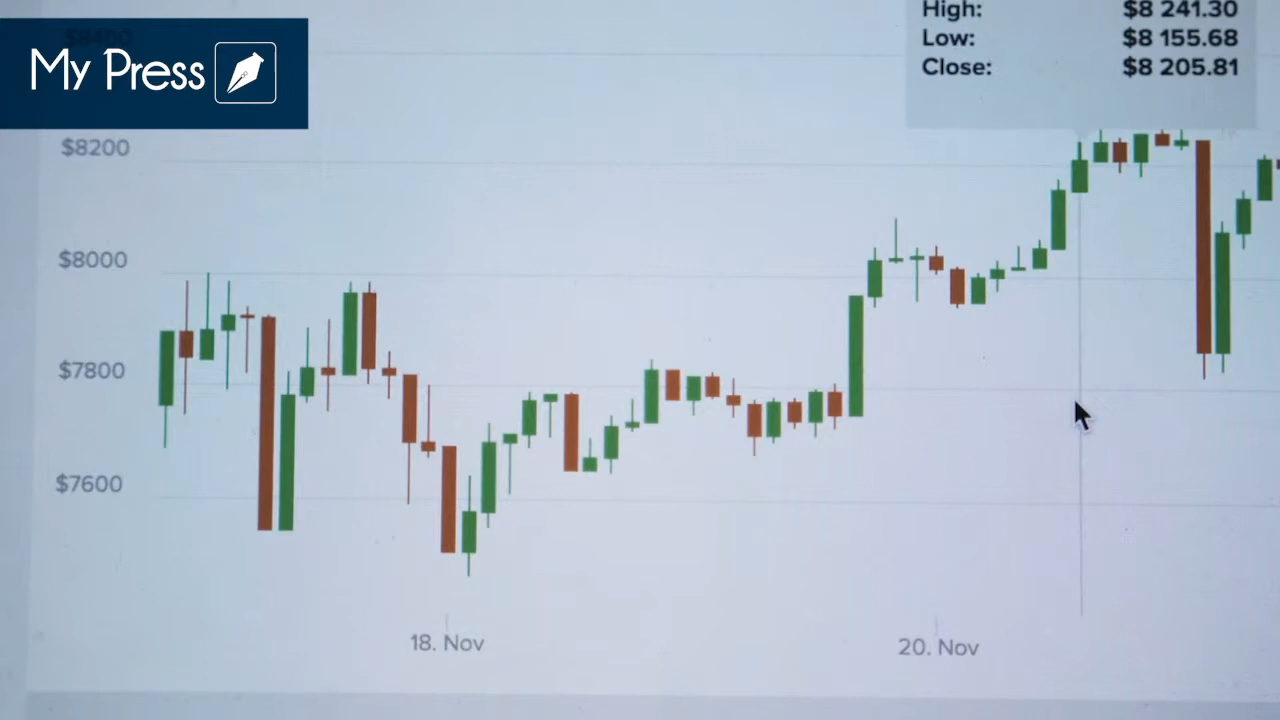 High: $8 241.30
Low: $8 155.68
Close: $8 205.81
$8400
My Press
$8200
$8000
$7800
$7600
18. Nov
20. Nov